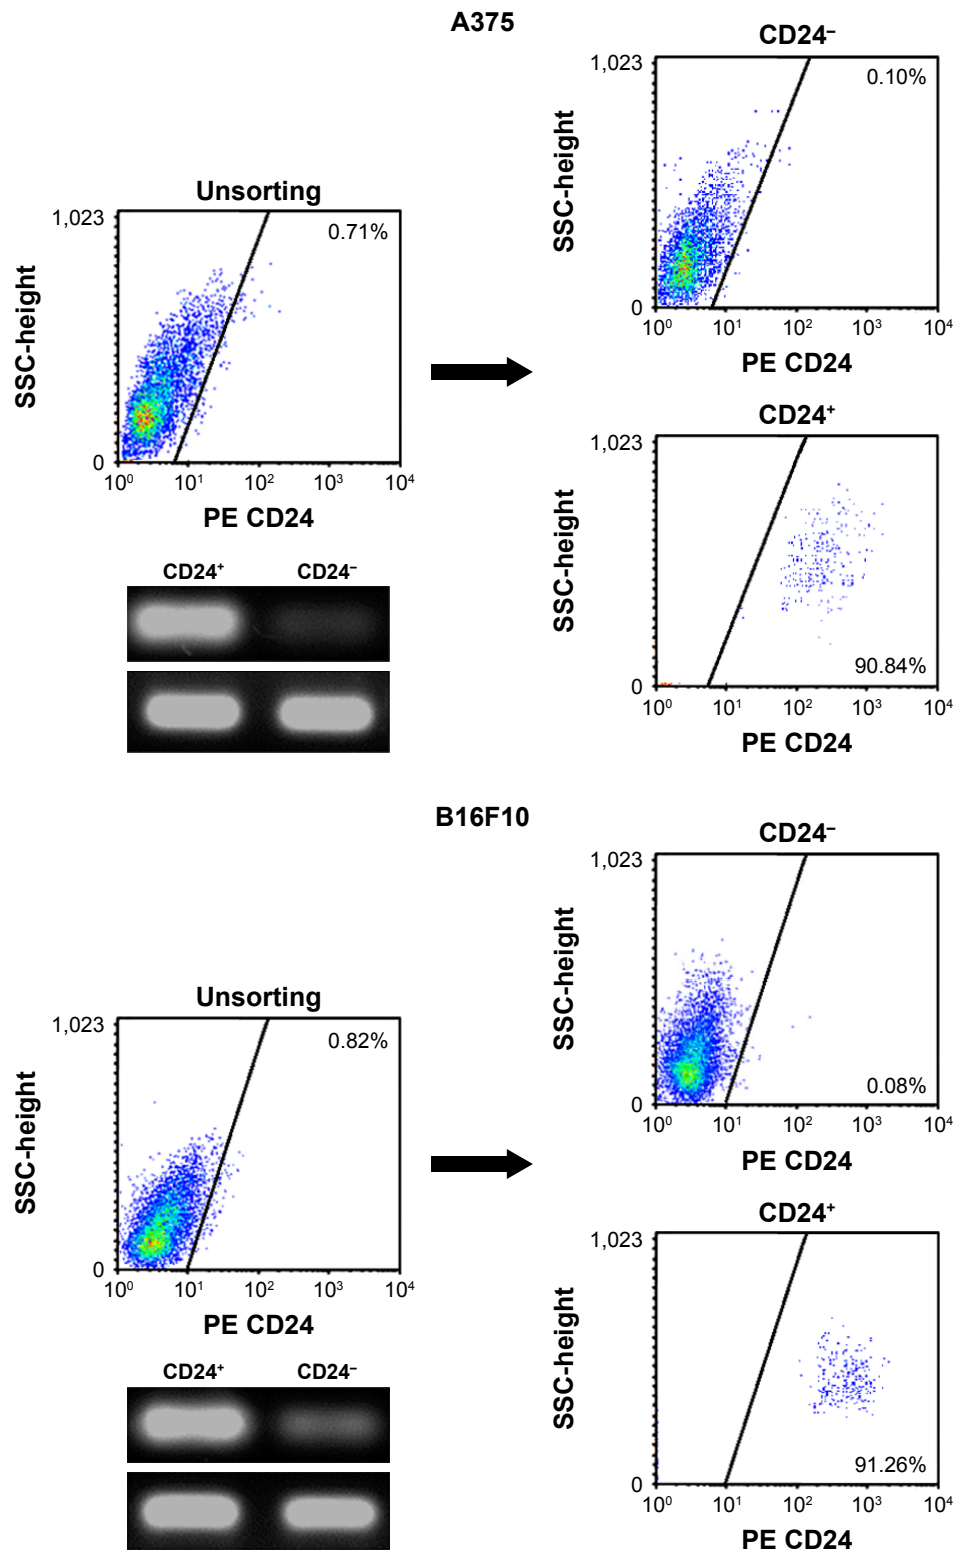 A375
CD24–
1,023
0.10%
SSC-height
0
10⁰ 10¹ 10² 10³ 10⁴
PE CD24
Unsorting
1,023
0.71%
SSC-height
0
10⁰ 10¹ 10² 10³ 10⁴
PE CD24
CD24⁺
1,023
SSC-height
90.84%
0
10⁰ 10¹ 10² 10³ 10⁴
PE CD24
CD24⁺ CD24–
B16F10
CD24–
1,023
SSC-height
0.08%
0
10⁰ 10¹ 10² 10³ 10⁴
PE CD24
Unsorting
1,023
0.82%
SSC-height
0
10⁰ 10¹ 10² 10³ 10⁴
PE CD24
CD24⁺
1,023
SSC-height
91.26%
0
10⁰ 10¹ 10² 10³ 10⁴
PE CD24
CD24⁺ CD24–